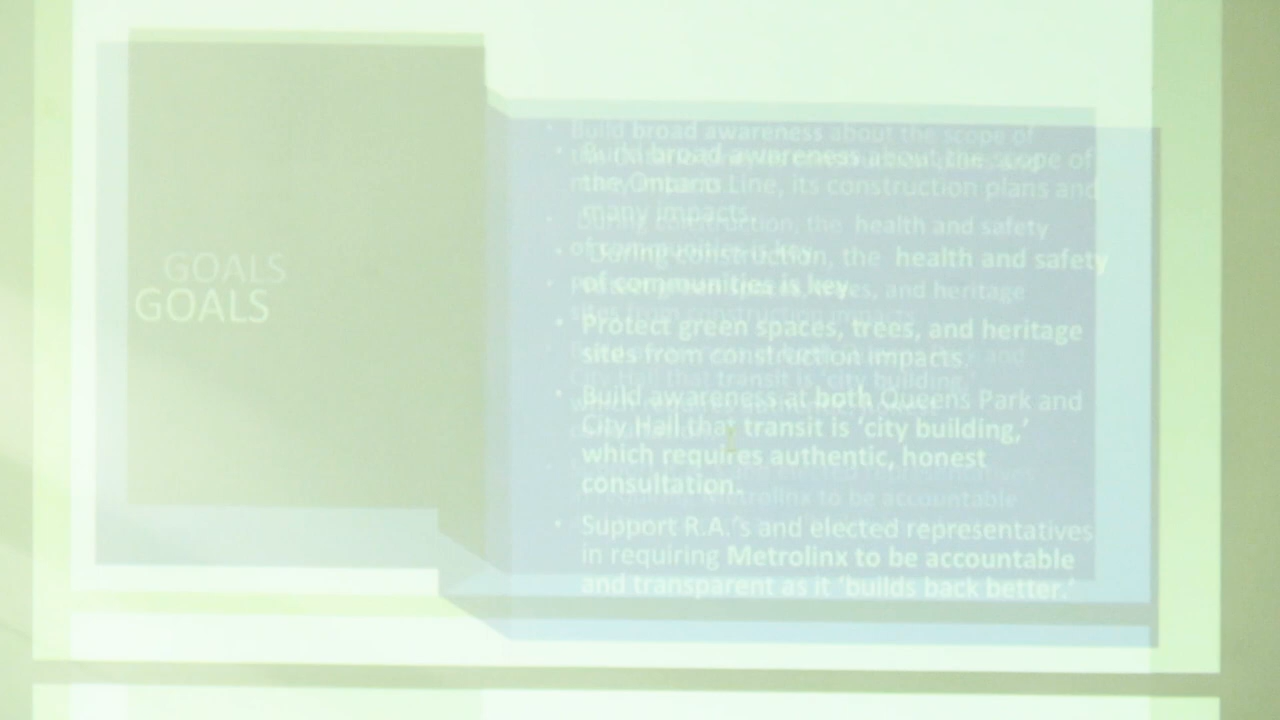 GOALS
GOALS
• Build broad awareness about the scope of
the Ontario Line, its construction plans and
many impacts.
• During construction, the health and safety
of communities is key.
• Protect green spaces, trees, and heritage
sites from construction impacts
• Build awareness at both Queens Park and
City Hall that transit is ‘city building,’
which requires authentic, honest
consultation.
• Support R.A.’s and elected representatives
in requiring Metrolinx to be accountable
and transparent as it ‘builds back better.’